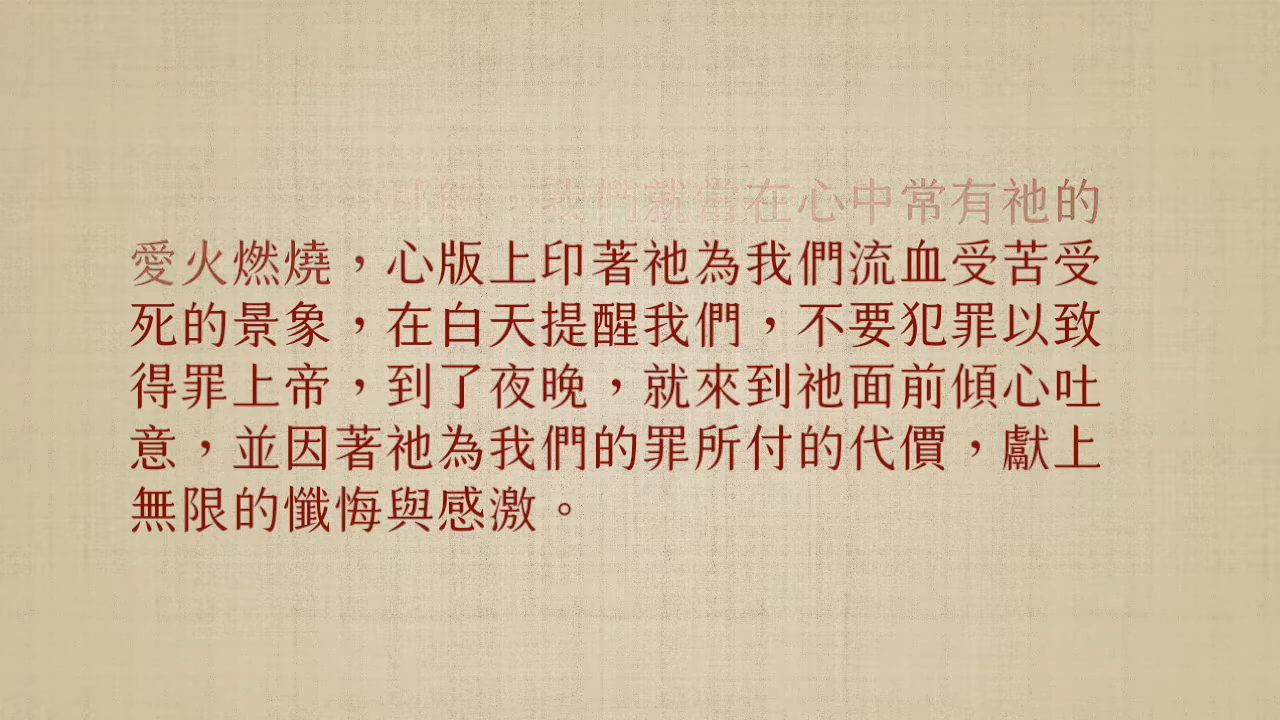 我們就當在心中常有祂的
愛火燃燒，心版上印著祂為我們流血受苦受
死的景象，在白天提醒我們，不要犯罪以致
得罪上帝，到了夜晚，就來到祂面前傾心吐
意，並因著祂為我們的罪所付的代價，獻上
無限的懺悔與感激。